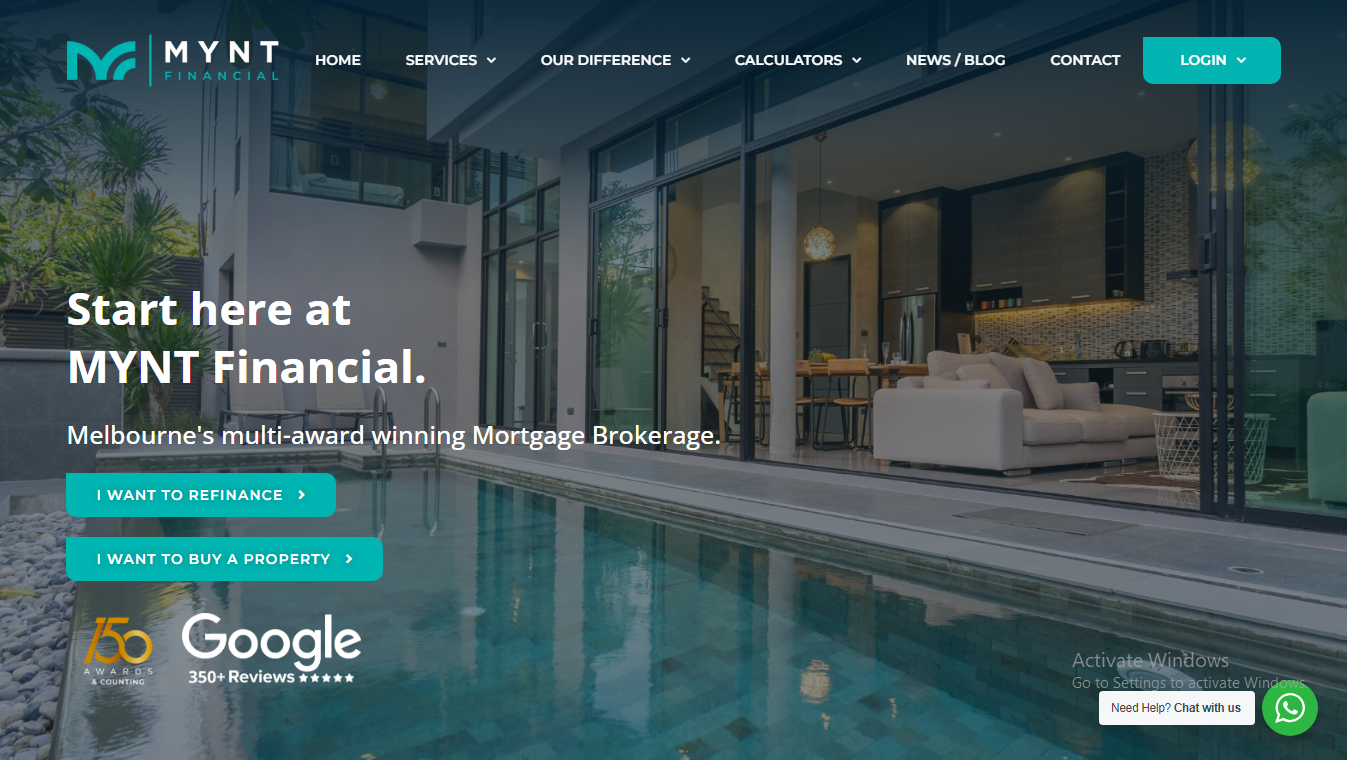 MYNT
FINANCIAL
HOME
SERVICES
OUR DIFFERENCE
CALCULATORS
NEWS / BLOG
CONTACT
LOGIN
Start here at
MYNT Financial.
Melbourne's multi-award winning Mortgage Brokerage.
I WANT TO REFINANCE
I WANT TO BUY A PROPERTY
150
AWARDS
& COUNTING
Google
350+ Reviews
Activate Windows
Go to Settings to activate Windows.
Need Help? Chat with us